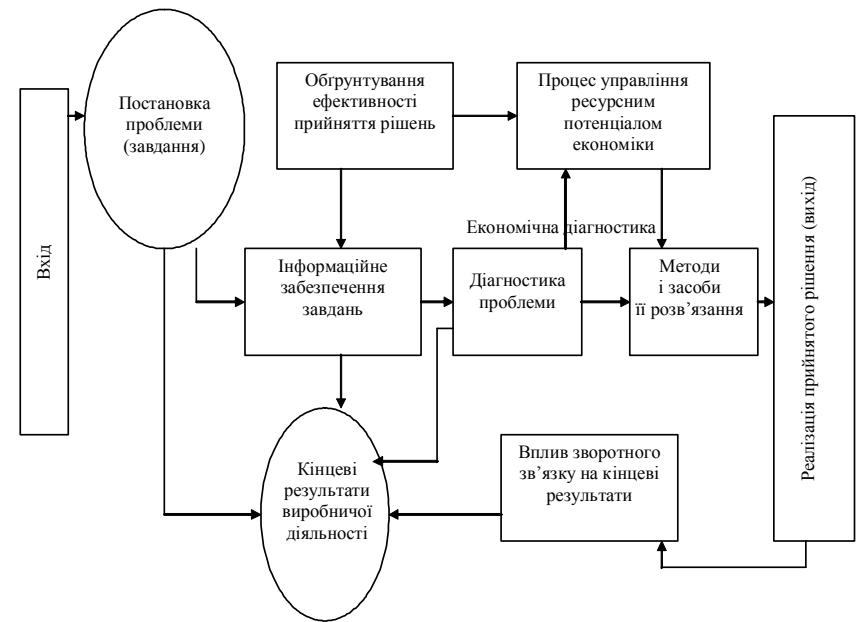 Вхід
Постановка
проблеми
(завдання)
Обґрунтування
ефективності
прийняття рішень
Процес управління
ресурсним
потенціалом
економіки
Економічна діагностика
Інформаційне
забезпечення
завдань
Діагностика
проблеми
Методи
і засоби
її розв’язання
Реалізація прийнятого рішення (вихід)
Кінцеві
результати
виробничої
діяльності
Вплив зворотного
зв’язку на кінцеві
результати